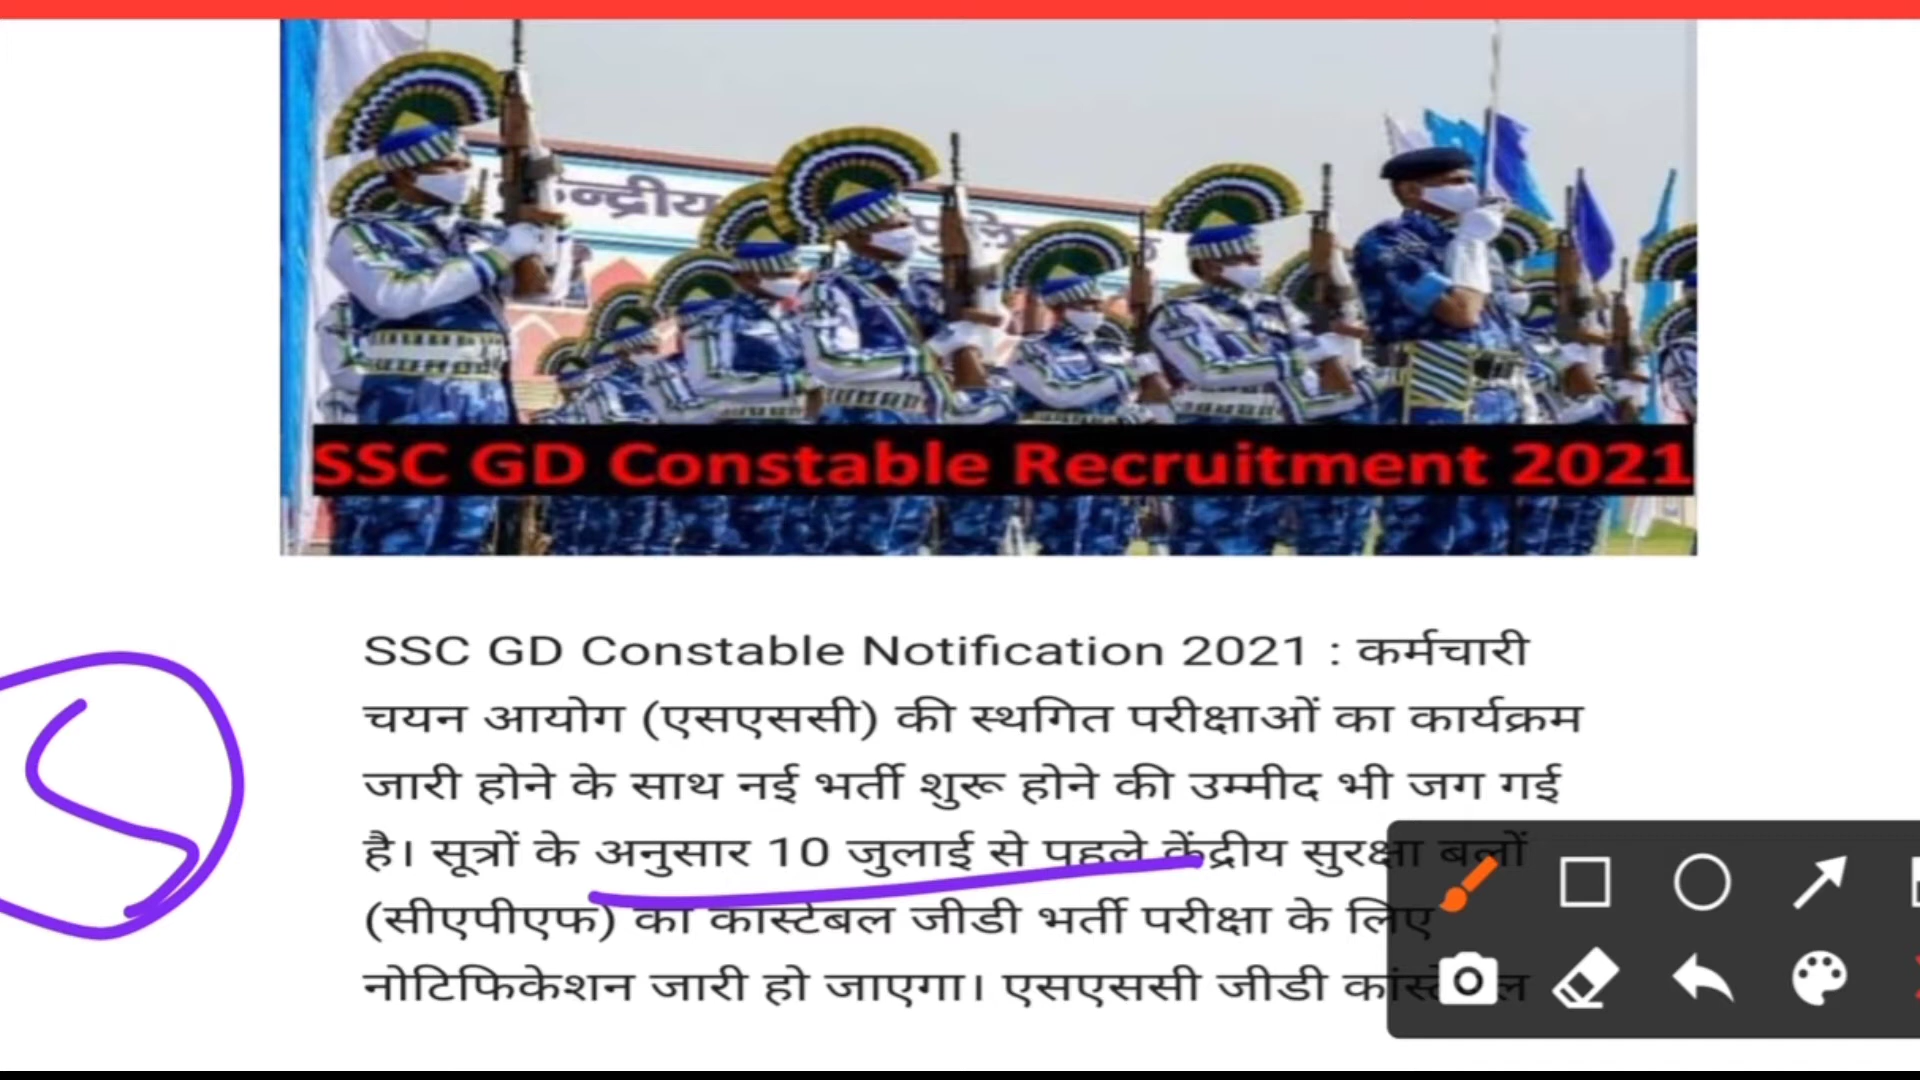 SSC GD Constable Recruitment 2021
SSC GD Constable Notification 2021 : कर्मचारी
चयन आयोग (एसएससी) की स्थगित परीक्षाओं का कार्यक्रम
जारी होने के साथ नई भर्ती शुरू होने की उम्मीद भी जग गई
है। सूत्रों के अनुसार 10 जुलाई से पहले केंद्रीय सुरक्षा बलों
(सीएपीएफ) का कांस्टेबल जीडी भर्ती परीक्षा के लिए
नोटिफिकेशन जारी हो जाएगा। एसएससी जीडी